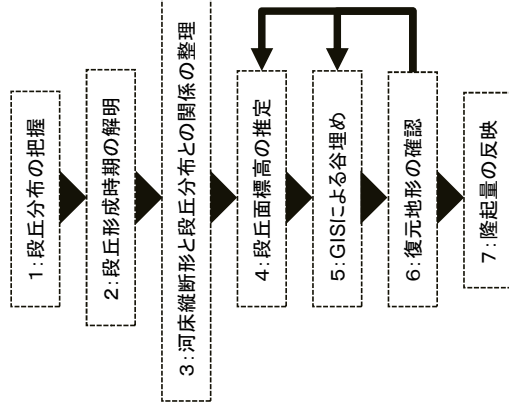 1:段丘分布の把握
2:段丘形成時期の解明
3:河床縦断形と段丘分布との関係の整理
4:段丘面標高の推定
5:GISIによる谷埋め
6:復元地形の確認
7:隆起量の反映